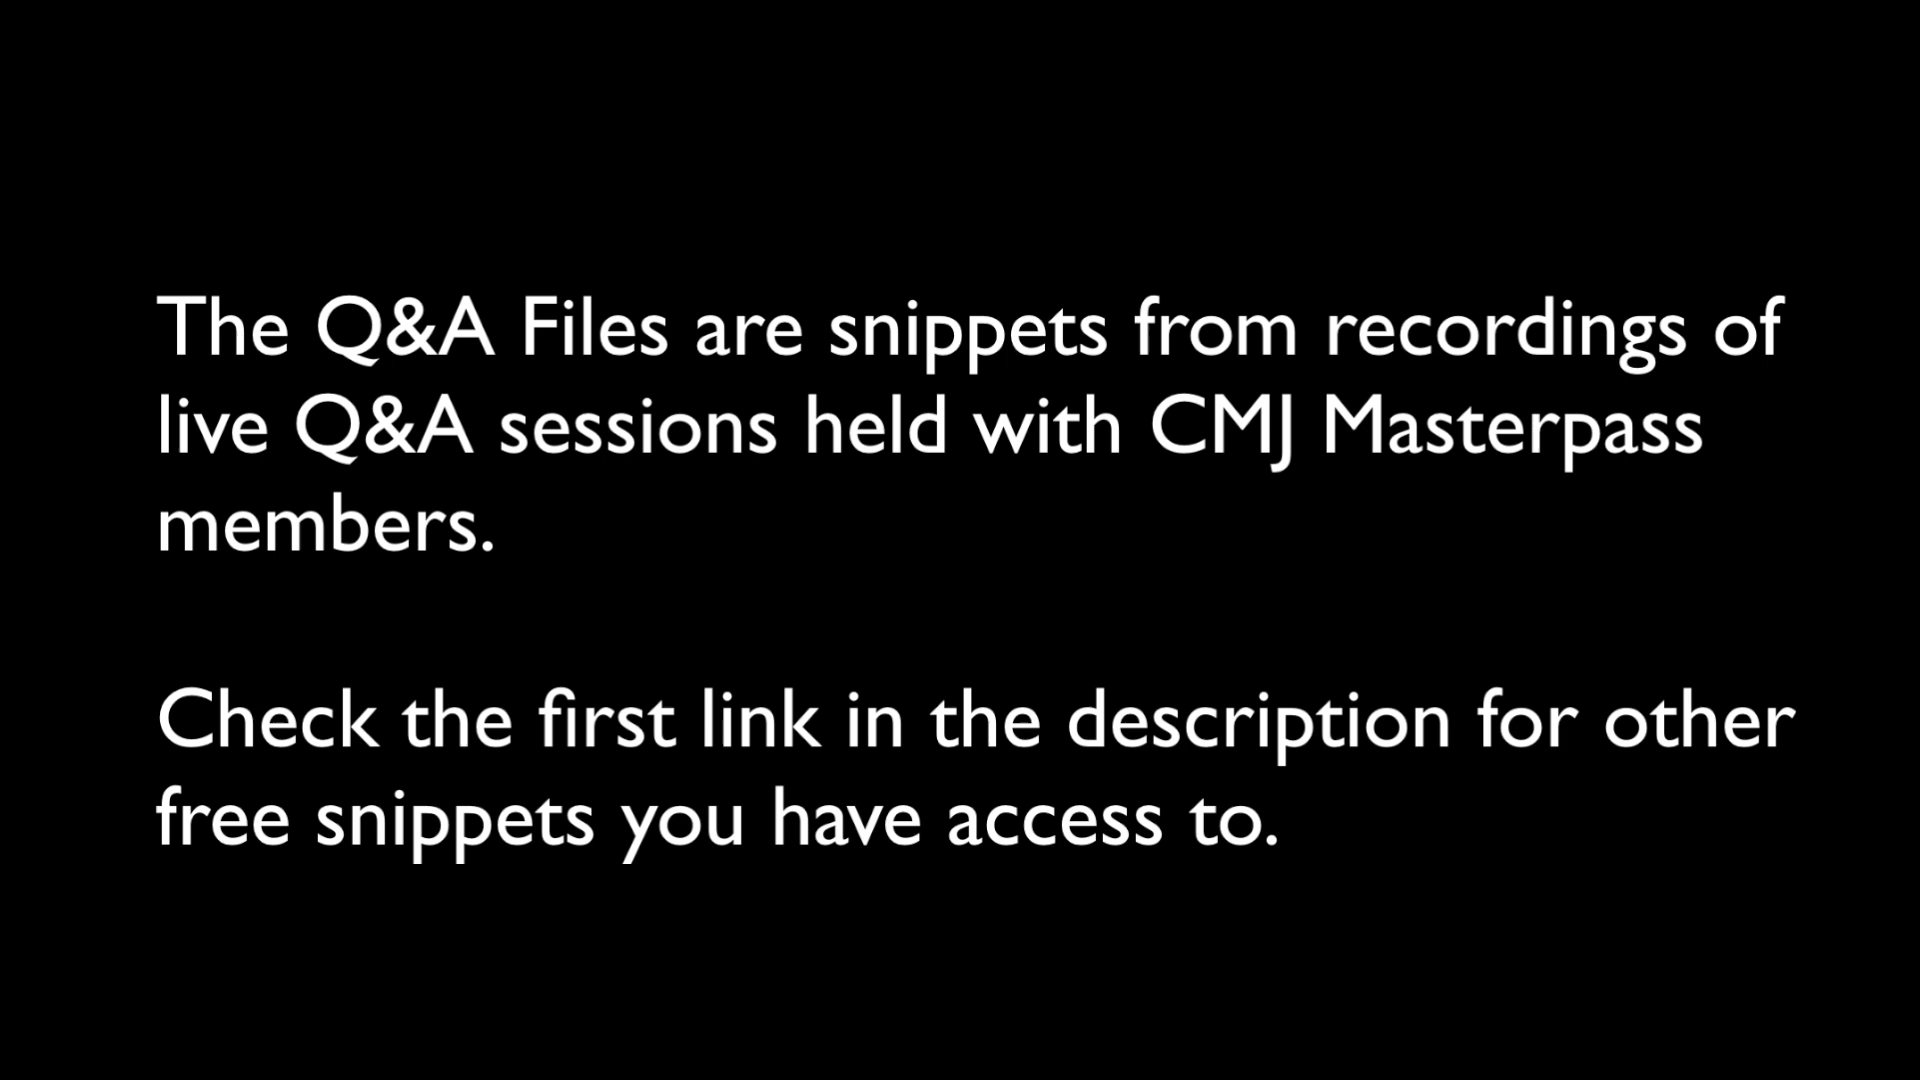 The Q&A Files are snippets from recordings of
live Q&A sessions held with CMJ Masterpass
members.
Check the first link in the description for other
free snippets you have access to.